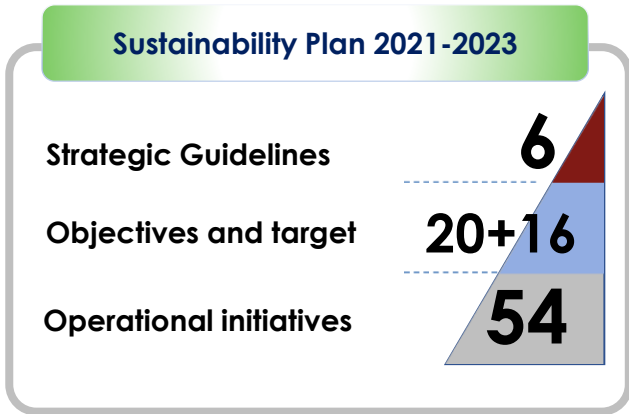 Sustainability Plan 2021-2023
Strategic Guidelines 6
Objectives and target 20+16
Operational initiatives 54